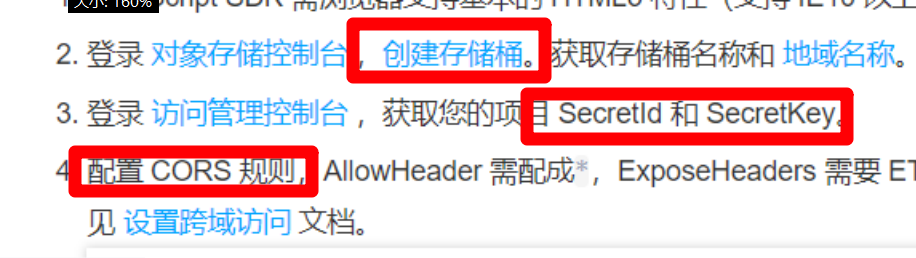 大小: 160%
Script SDK 需浏览器支持基本的 HTML5 特性（支持 IE10 以上
2. 登录 对象存储控制台 ，创建存储桶。获取存储桶名称和 地域名称。
3. 登录 访问管理控制台 ，获取您的项目 SecretId 和 SecretKey。
4. 配置 CORS 规则，AllowHeader 需配成*，ExposeHeaders 需要 ET
见 设置跨域访问 文档。